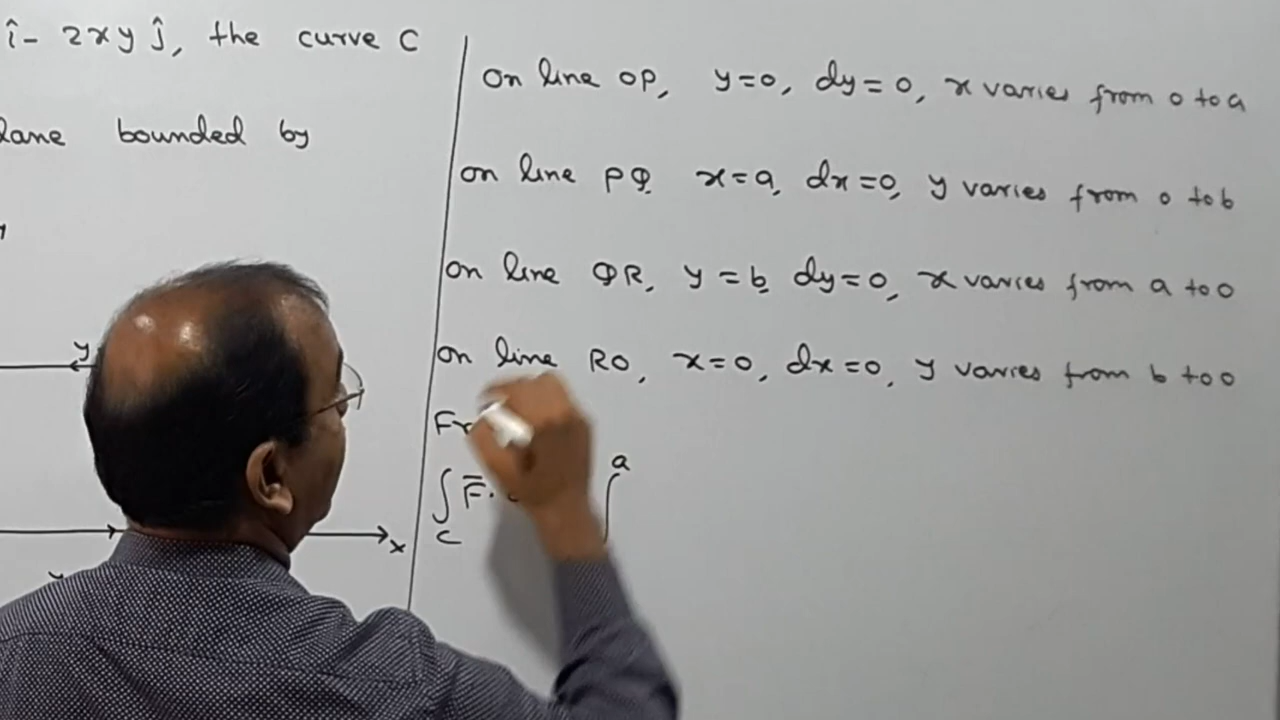 î - 2xy ĵ, the curve C
lane bounded by
y
x
on line OP, y=0, dy=0, x varies from 0 to a
on line PQ, x=a, dx=0, y varies from 0 to b
on line QR, y=b, dy=0, x varies from a to 0
on line RO, x=0, dx=0, y varies from b to 0
∫_C F̄.
∫^a